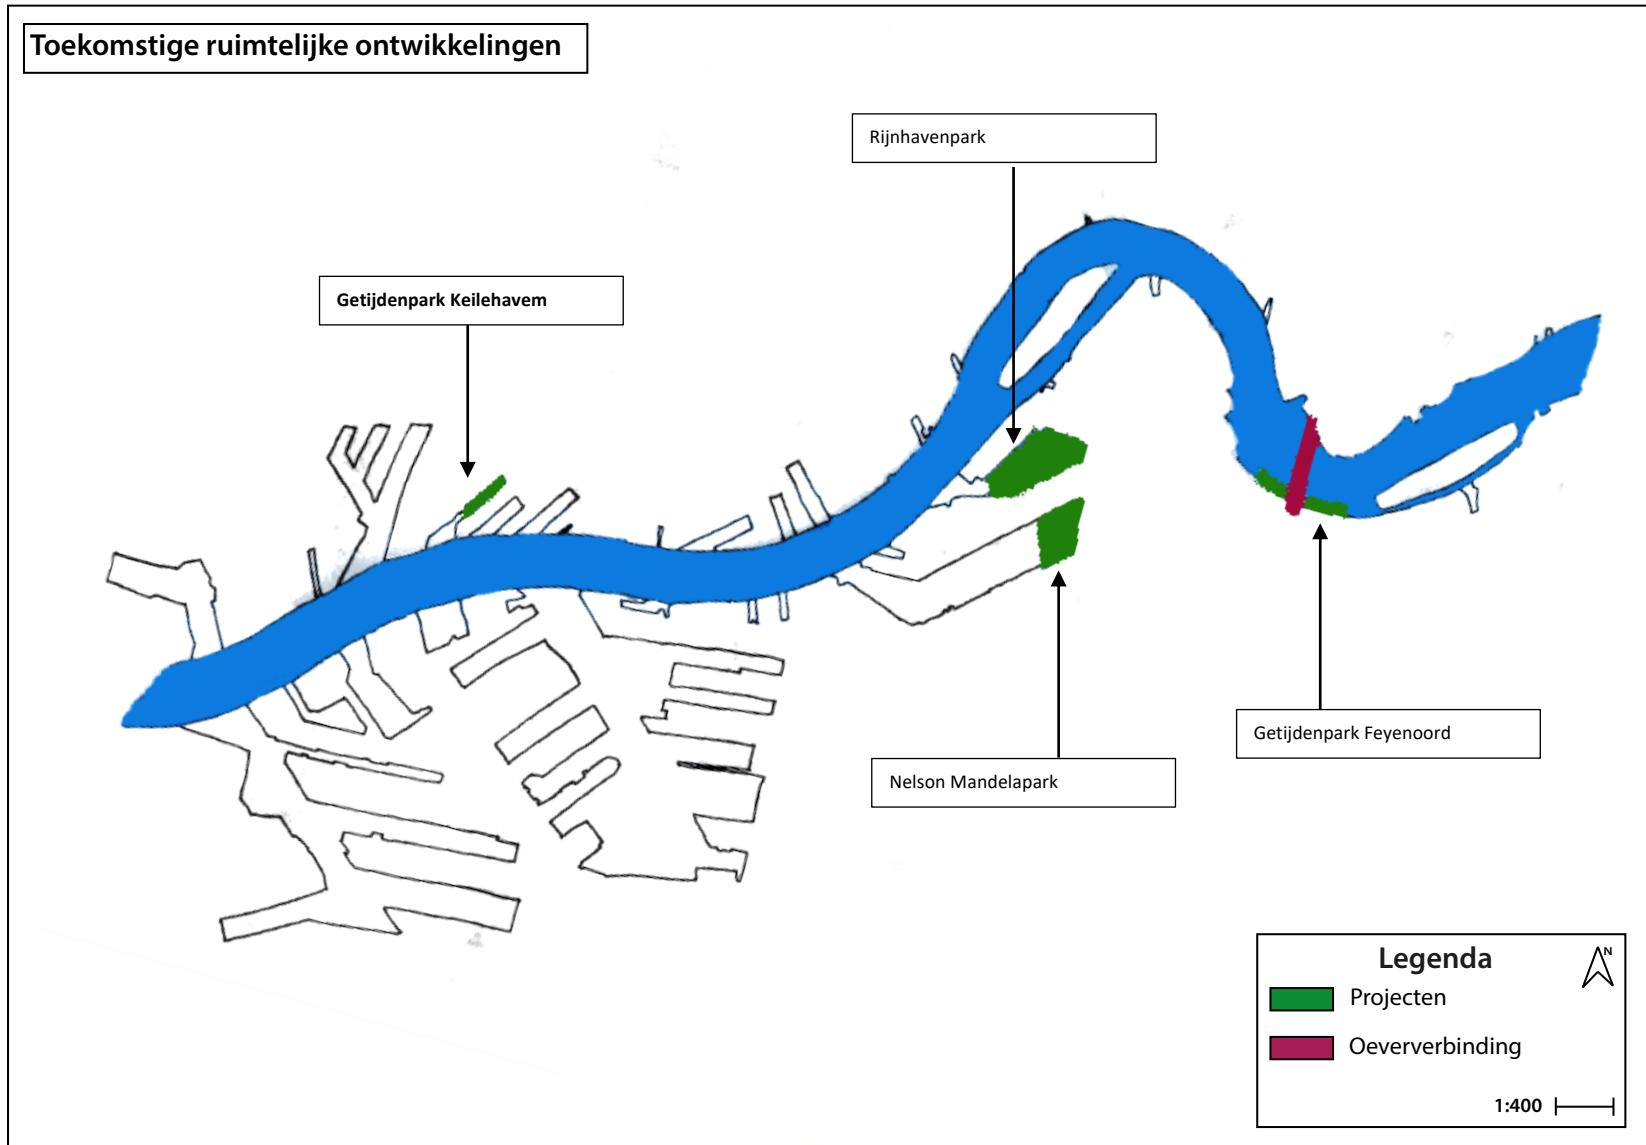 Toekomstige ruimtelijke ontwikkelingen
Rijnhavenpark
Getijdenpark Keilehavem
Getijdenpark Feyenoord
Nelson Mandelapark
Legenda
N
Projecten
Oeververbinding
1:400